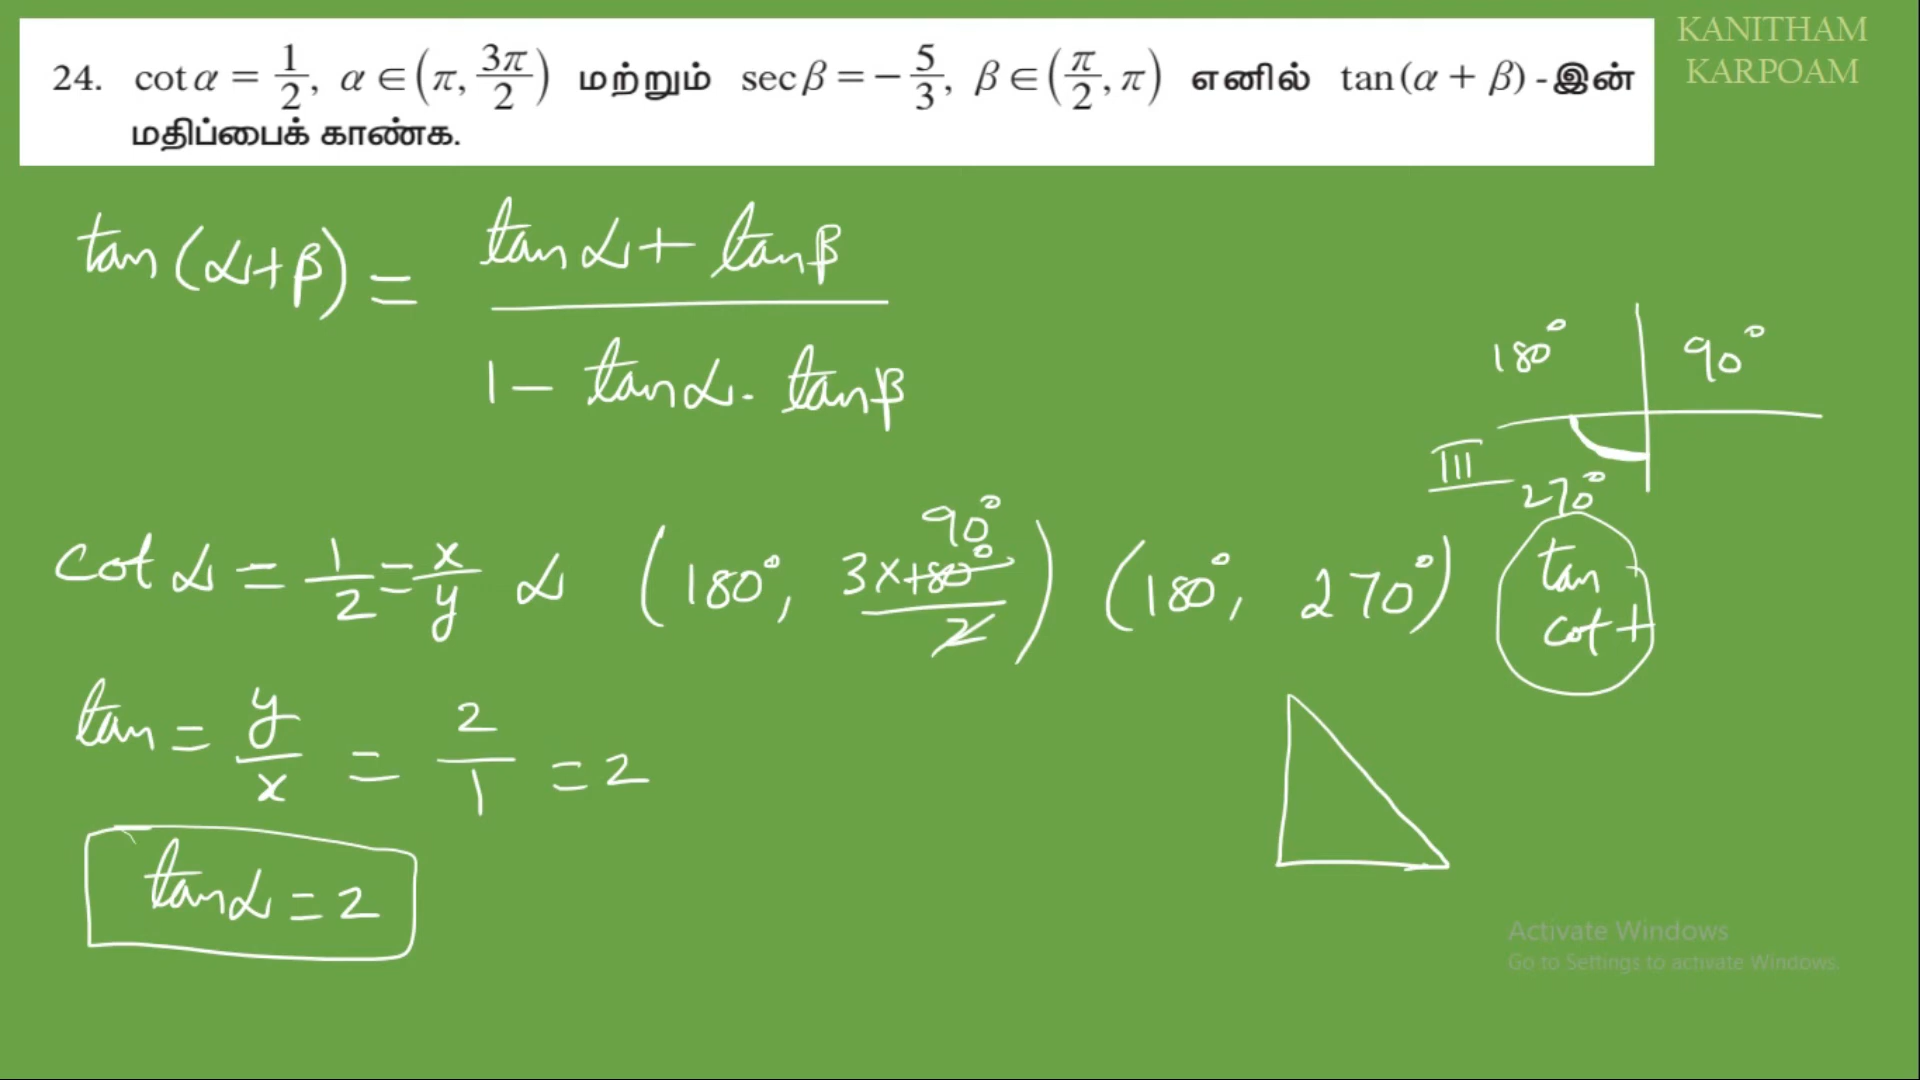 KANITHAM
KARPOAM
24. cot α = 1/2, α ∈ (π, 3π/2) மற்றும் sec β = − 5/3, β ∈ (π/2, π) எனில் tan(α + β) - இன்
மதிப்பைக் காண்க.
tan(α+β) = (tan α + tan β) / (1 − tan α . tan β)
180° 90°
III 270°
tan
cot +
cot α = 1/2 = x/y α (180°, 3×180°/2) 90° (180°, 270°)
tan = y/x = 2/1 = 2
tan α = 2
Activate Windows
Go to Settings to activate Windows.